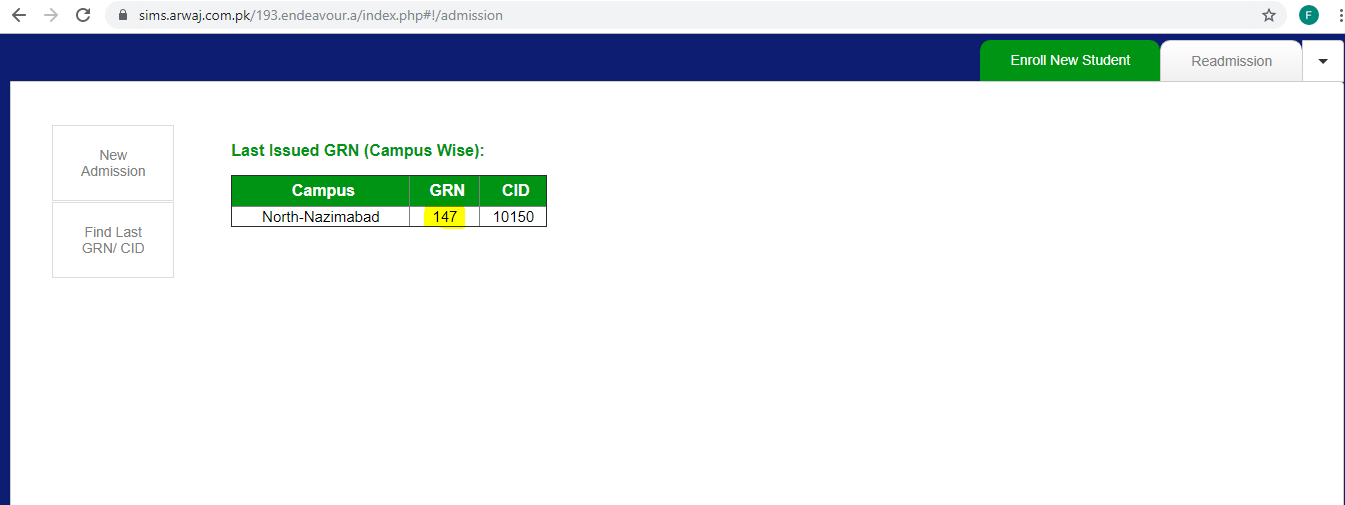 sims.arwaj.com.pk/193.endeavour.a/index.php#!/admission
F
Enroll New Student
Readmission
New
Admission
Find Last
GRN/ CID
Last Issued GRN (Campus Wise):
Campus GRN CID
North-Nazimabad 147 10150